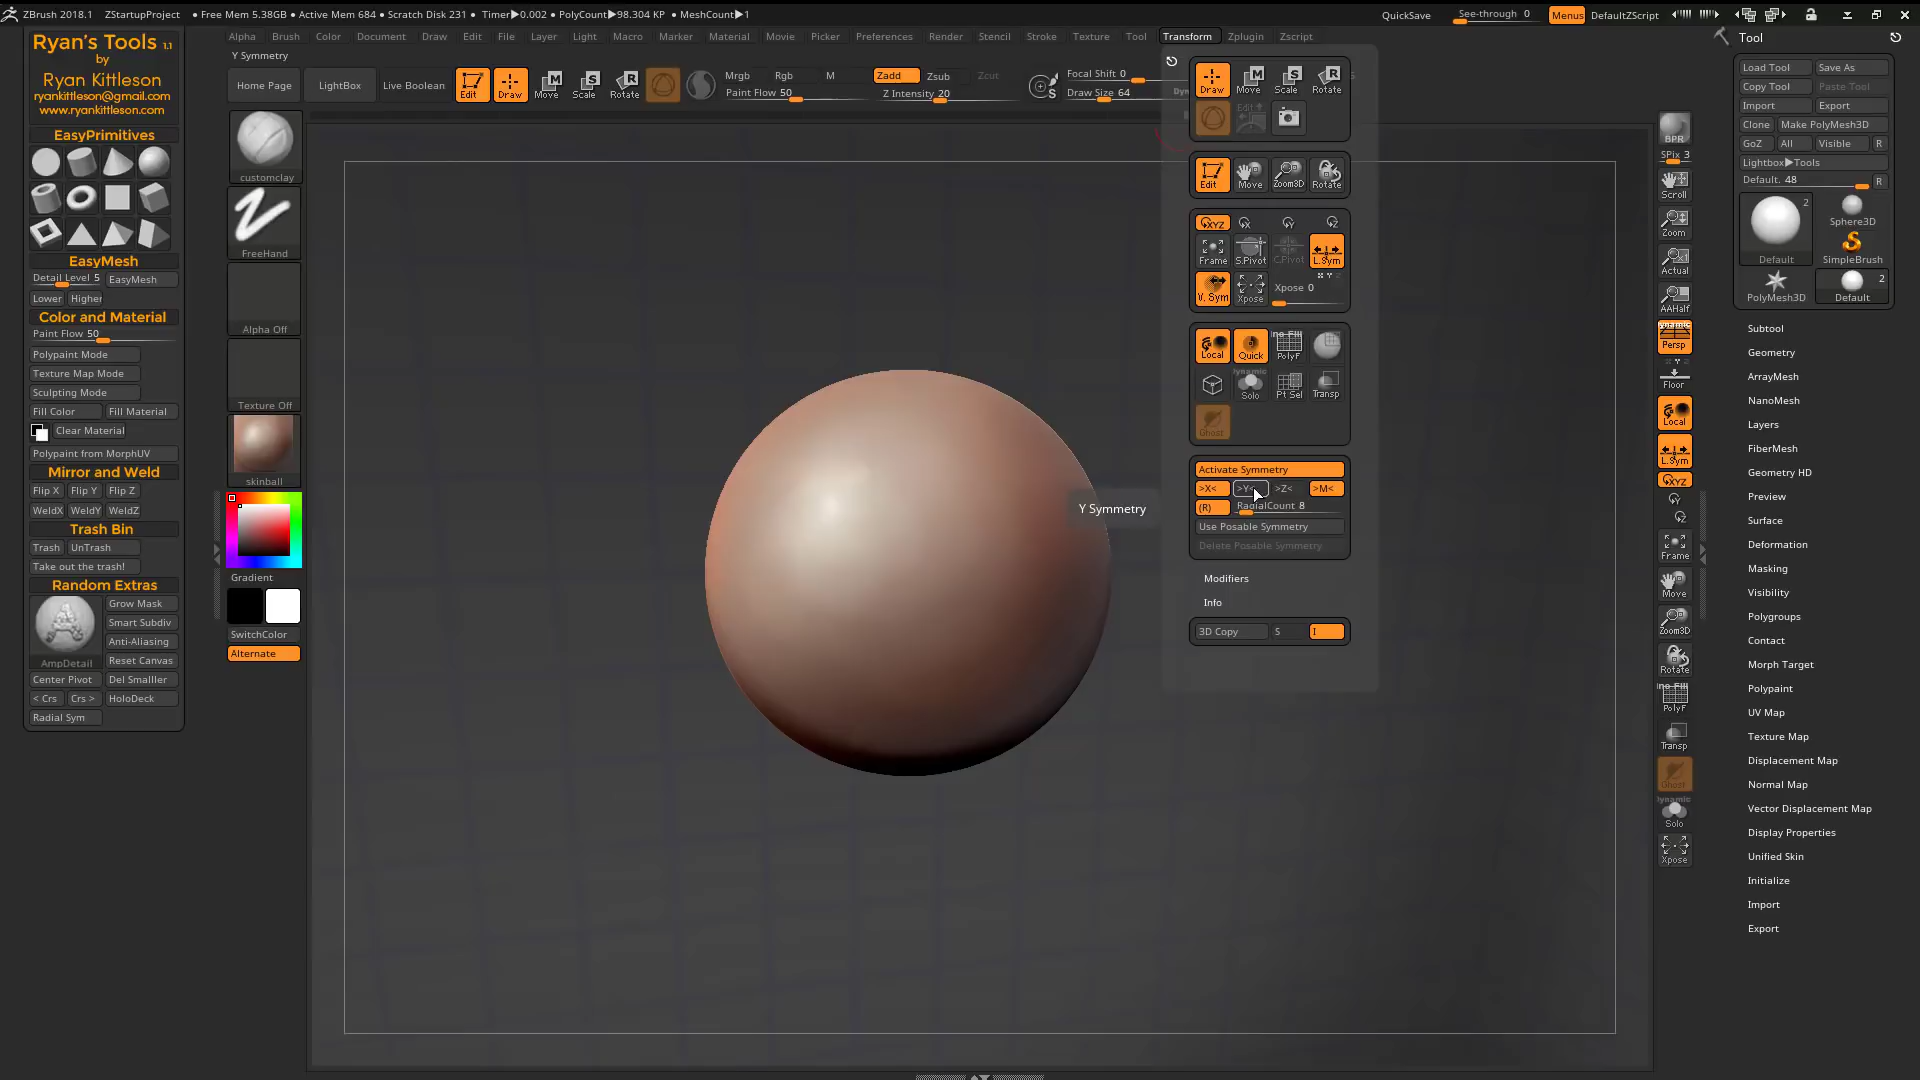 ZBrush 2018.1 ZStartupProject ● Free Mem 5.38GB ● Active Mem 684 ● Scratch Disk 231 ● Timer▶0.002 ● PolyCount▶98.304 KP ● MeshCount▶1 QuickSave See-through 0 Menus DefaultZScript
Alpha Brush Color Document Draw Edit File Layer Light Macro Marker Material Movie Picker Preferences Render Stencil Stroke Texture Tool Transform Zplugin Zscript
Y Symmetry
Home Page LightBox Live Boolean Edit Draw Move Scale Rotate
Mrgb Rgb M Zadd Zsub Zcut
Paint Flow 50 Z Intensity 20
Focal Shift 0
Draw Size 64
Ryan's Tools 1.1
by
Ryan Kittleson
ryankittleson@gmail.com
www.ryankittleson.com
EasyPrimitives
EasyMesh
Detail Level 5 EasyMesh
Lower Higher
Color and Material
Paint Flow 50
Polypaint Mode
Texture Map Mode
Sculpting Mode
Fill Color Fill Material
Clear Material
Polypaint from MorphUV
Mirror and Weld
Flip X Flip Y Flip Z
WeldX WeldY WeldZ
Trash Bin
Trash UnTrash
Take out the trash!
Random Extras
Grow Mask
Smart Subdiv
Anti-Aliasing
AmpDetail Reset Canvas
Center Pivot Del Smalller
< Crs Crs > HoloDeck
Radial Sym
customclay
FreeHand
Alpha Off
Texture Off
skinball
Gradient
SwitchColor
Alternate
Draw Move Scale Rotate
Edit
Edit Move Zoom3D Rotate
XYZ X Y Z
Frame S.Pivot C.Pivot L.Sym
V. Sym Xpose Xpose 0
Local Quick PolyF
Dynamic
Solo Pt Sel Transp
Ghost
Activate Symmetry
>X< >Y< >Z< >M<
(R) RadialCount 8
Use Posable Symmetry
Delete Posable Symmetry
Modifiers
Info
3D Copy S I
Y Symmetry
BPR
SPix 3
Scroll
Zoom
Actual
AAHalf
Dynamic
Persp
Floor
Local
L.Sym
XYZ
Y
Z
Frame
Move
Zoom3D
Rotate
PolyF
Transp
Ghost
Dynamic
Solo
Xpose
Tool
Load Tool Save As
Copy Tool Paste Tool
Import Export
Clone Make PolyMesh3D
GoZ All Visible R
Lightbox▶Tools
Default. 48 R
2
Sphere3D
Default SimpleBrush
2
PolyMesh3D Default
Subtool
Geometry
ArrayMesh
NanoMesh
Layers
FiberMesh
Geometry HD
Preview
Surface
Deformation
Masking
Visibility
Polygroups
Contact
Morph Target
Polypaint
UV Map
Texture Map
Displacement Map
Normal Map
Vector Displacement Map
Display Properties
Unified Skin
Initialize
Import
Export